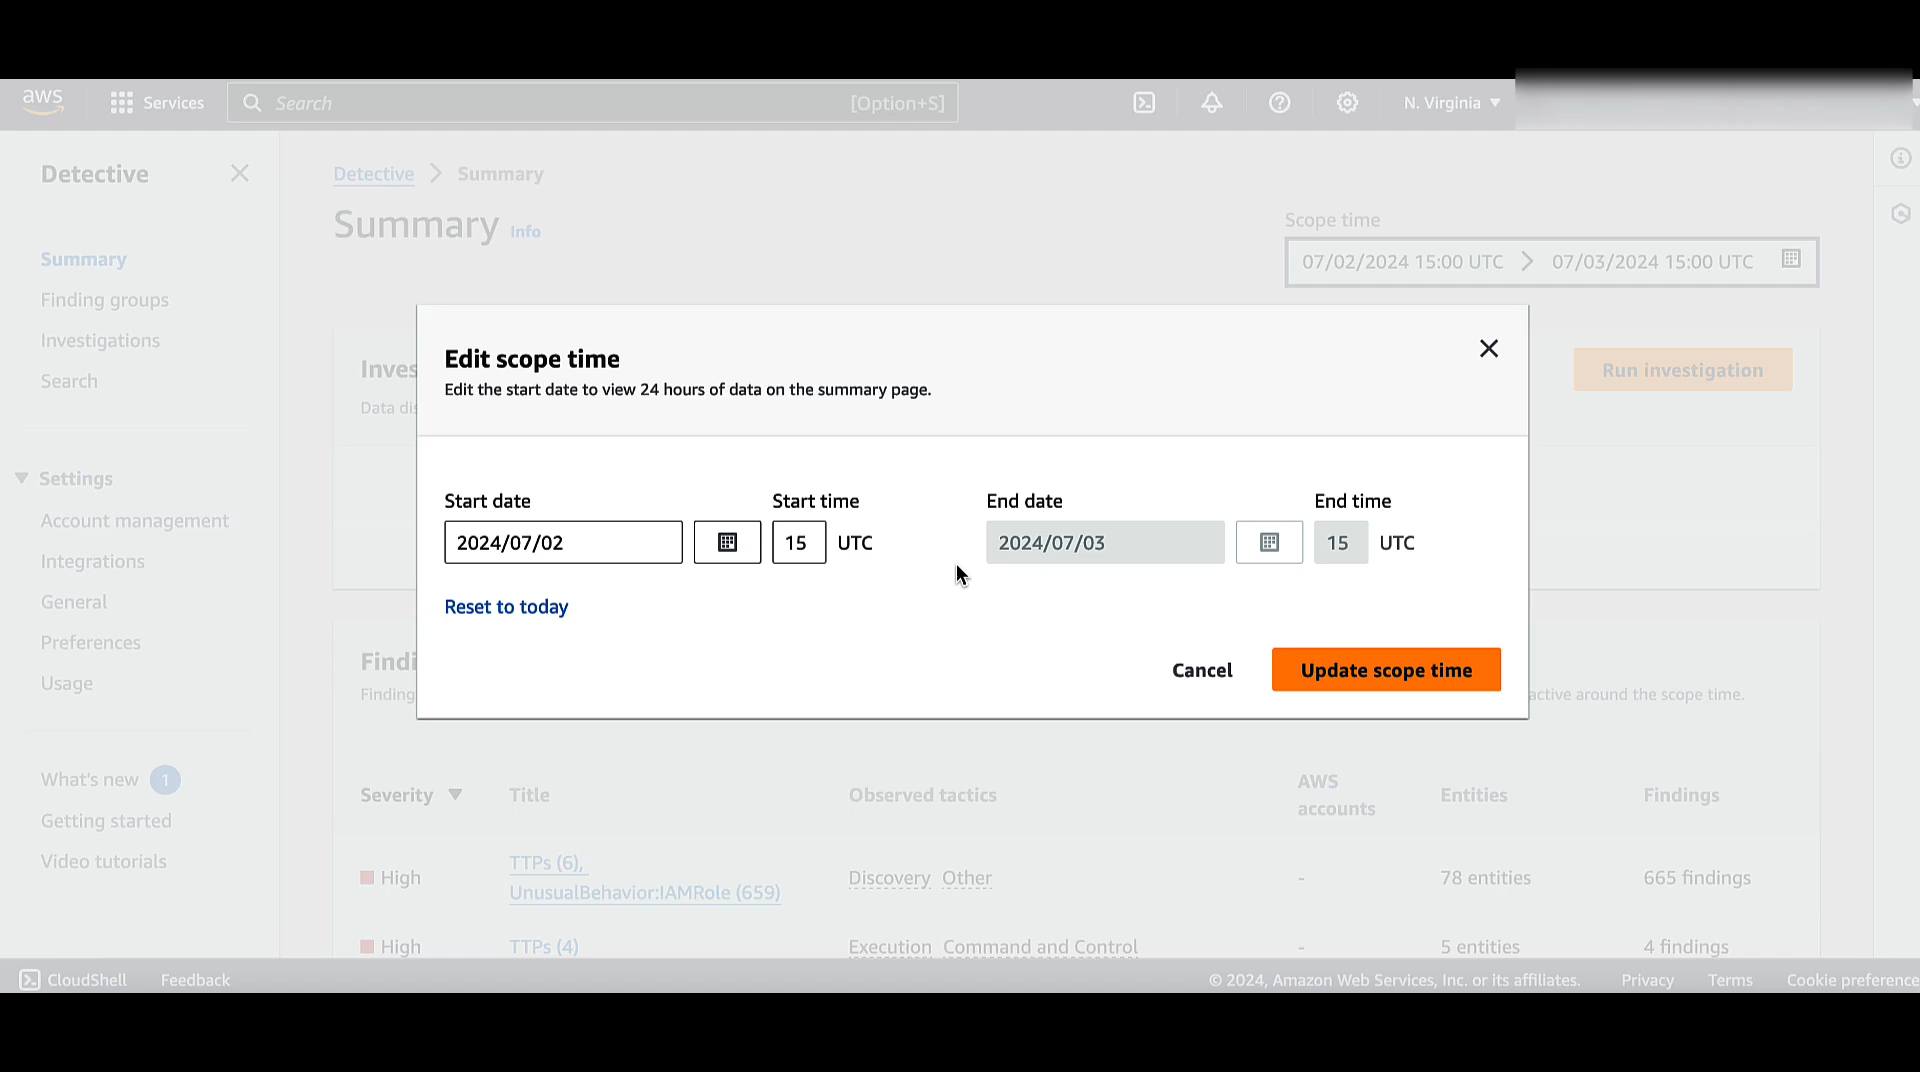 aws
Services
Search
[Option+S]
N. Virginia
Detective
Detective
Summary
Summary
Info
Scope time
07/02/2024 15:00 UTC
07/03/2024 15:00 UTC
Summary
Finding groups
Investigations
Search
Settings
Account management
Integrations
General
Preferences
Usage
What's new
1
Getting started
Video tutorials
Run investigation
Edit scope time
Edit the start date to view 24 hours of data on the summary page.
Start date
Start time
End date
End time
2024/07/02
15
UTC
2024/07/03
15
UTC
Reset to today
Cancel
Update scope time
Data
Finding
active around the scope time.
Severity
Title
Observed tactics
AWS
accounts
Entities
Findings
High
TTPs (6),
UnusualBehavior:IAMRole (659)
Discovery Other
-
78 entities
665 findings
High
TTPs (4)
Execution Command and Control
-
5 entities
4 findings
CloudShell
Feedback
© 2024, Amazon Web Services, Inc. or its affiliates.
Privacy
Terms
Cookie preference